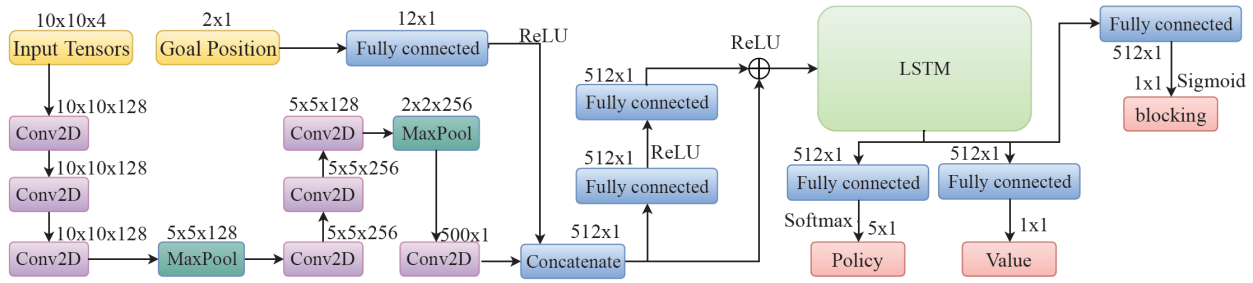 10x10x4
Input Tensors
2x1
Goal Position
12x1
Fully connected
ReLU
10x10x128
Conv2D
10x10x128
Conv2D
10x10x128
Conv2D
5x5x128
MaxPool
5x5x256
Conv2D
5x5x256
Conv2D
5x5x128
Conv2D
2x2x256
MaxPool
500x1
Conv2D
512x1
Concatenate
512x1
Fully connected
ReLU
512x1
Fully connected
ReLU
LSTM
512x1
Fully connected
Softmax
5x1
Policy
512x1
Fully connected
1x1
Value
Fully connected
512x1
1x1
Sigmoid
blocking